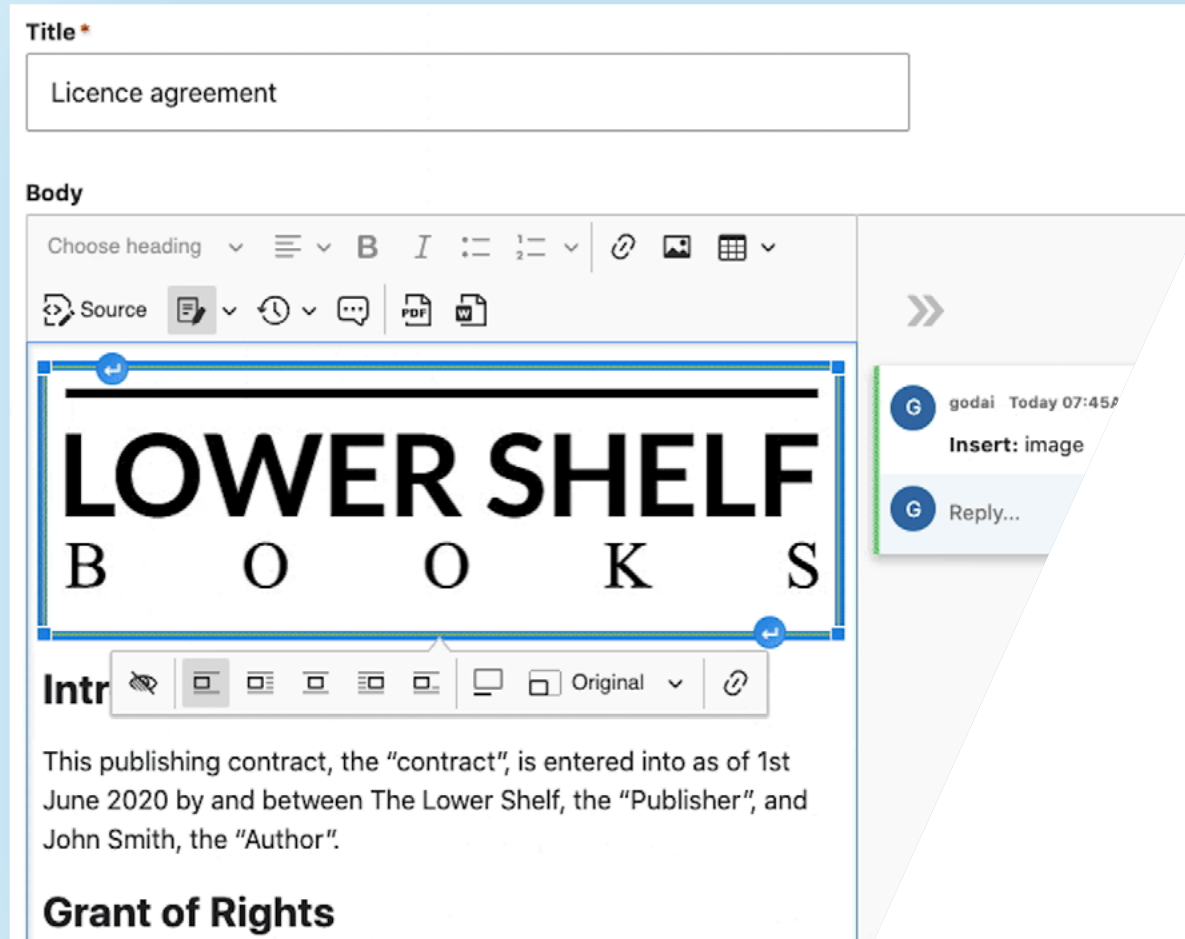 Title *
Licence agreement
Body
Choose heading B I
Source PDF W
godai Today 07:45A
G
Insert: image
G Reply...
LOWER SHELF
B O O K S
Original
Intr
This publishing contract, the “contract”, is entered into as of 1st
June 2020 by and between The Lower Shelf, the “Publisher”, and
John Smith, the “Author”.
Grant of Rights